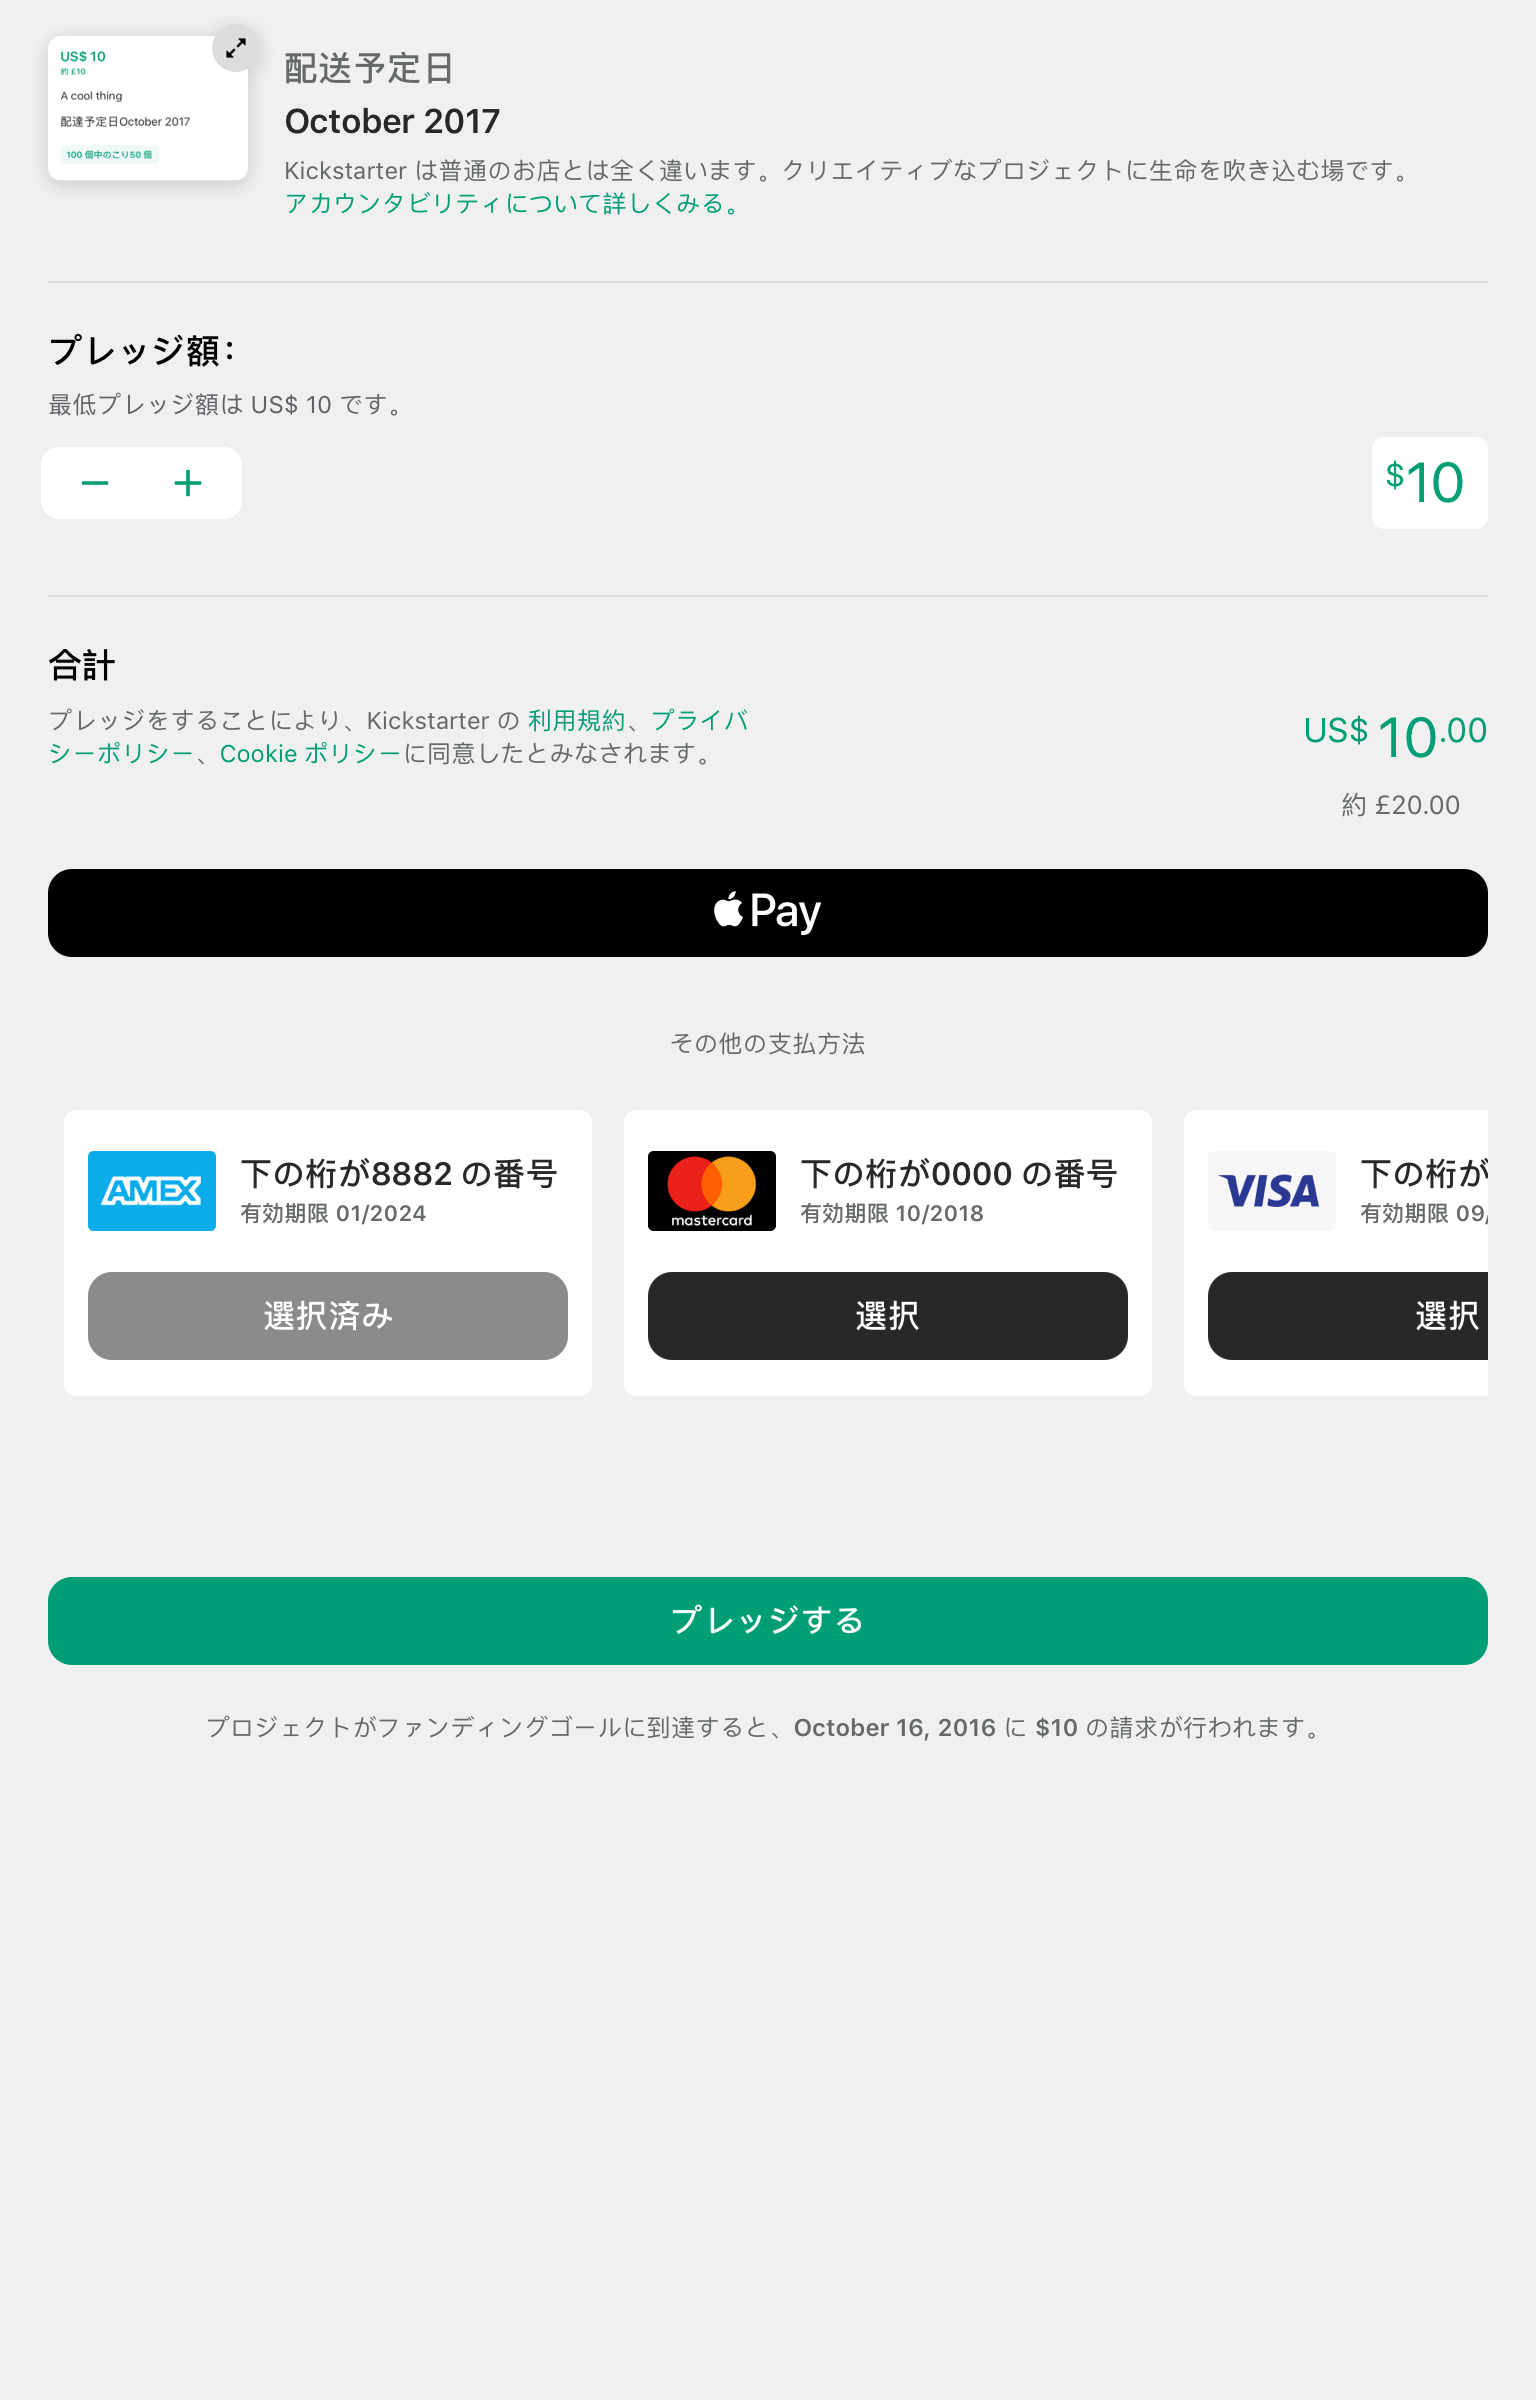 US$ 10
約 £10
A cool thing
配達予定日October 2017
100 個中のこり50 個
配送予定日
October 2017
Kickstarter は普通のお店とは全く違います。クリエイティブなプロジェクトに生命を吹き込む場です。
アカウンタビリティについて詳しくみる。
プレッジ額：
最低プレッジ額は US$ 10 です。
− +
$10
合計
プレッジをすることにより、Kickstarter の 利用規約、プライバ
シーポリシー、Cookie ポリシーに同意したとみなされます。
US$ 10.00
約 £20.00
Pay
その他の支払方法
AMEX
下の桁が8882 の番号
有効期限 01/2024
選択済み
mastercard
下の桁が0000 の番号
有効期限 10/2018
選択
VISA
下の桁が
有効期限 09/
選択
プレッジする
プロジェクトがファンディングゴールに到達すると、October 16, 2016 に $10 の請求が行われます。